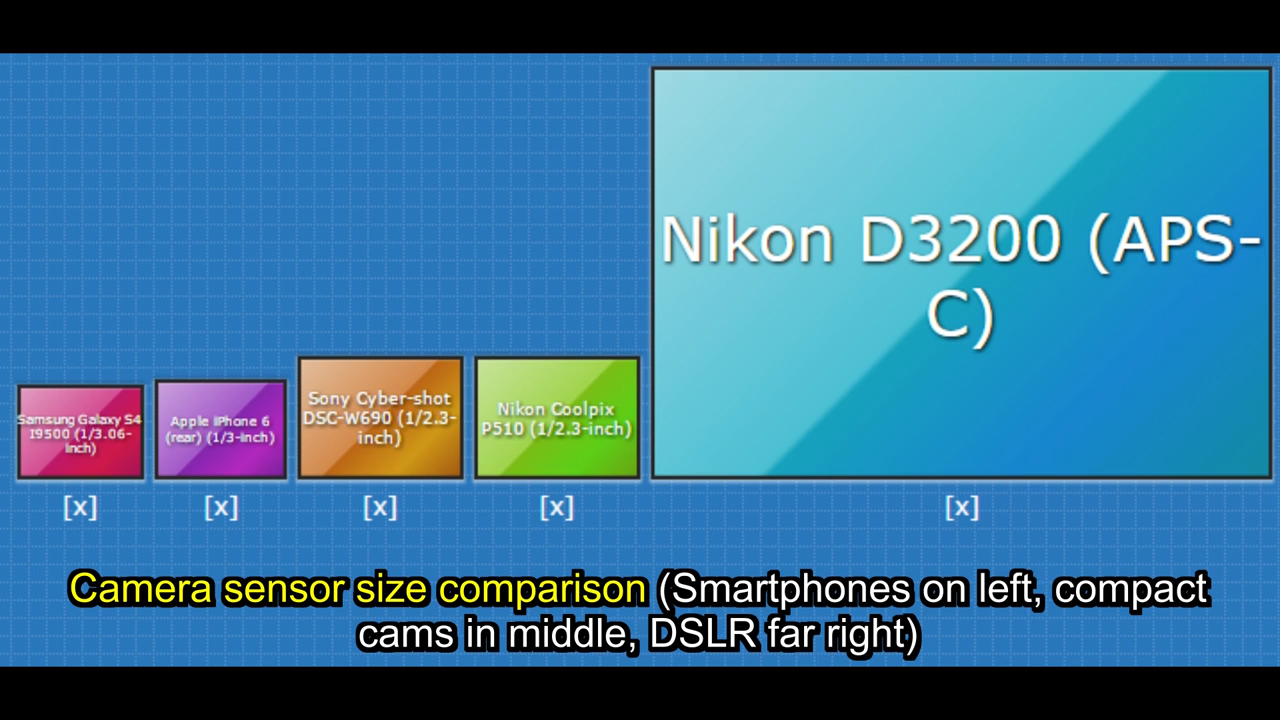 Nikon D3200 (APS-
C)
Samsung Galaxy S4
I9500 (1/3.06-
inch)
Apple iPhone 6
(rear) (1/3-inch)
Sony Cyber-shot
DSC-W690 (1/2.3-
inch)
Nikon Coolpix
P510 (1/2.3-inch)
[x]
[x]
[x]
[x]
[x]
Camera sensor size comparison (Smartphones on left, compact
cams in middle, DSLR far right)